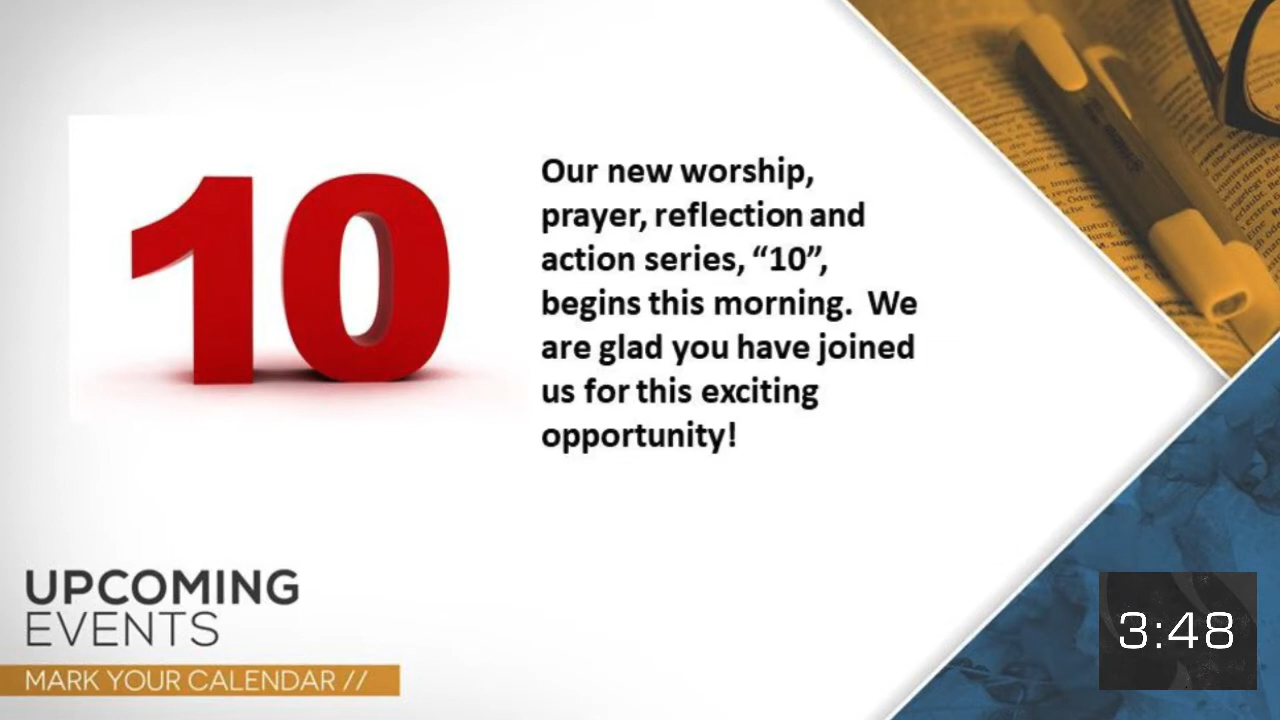 10
Our new worship,
prayer, reflection and
action series, “10”,
begins this morning.  We
are glad you have joined
us for this exciting
opportunity!
UPCOMING
EVENTS
MARK YOUR CALENDAR //
3:48